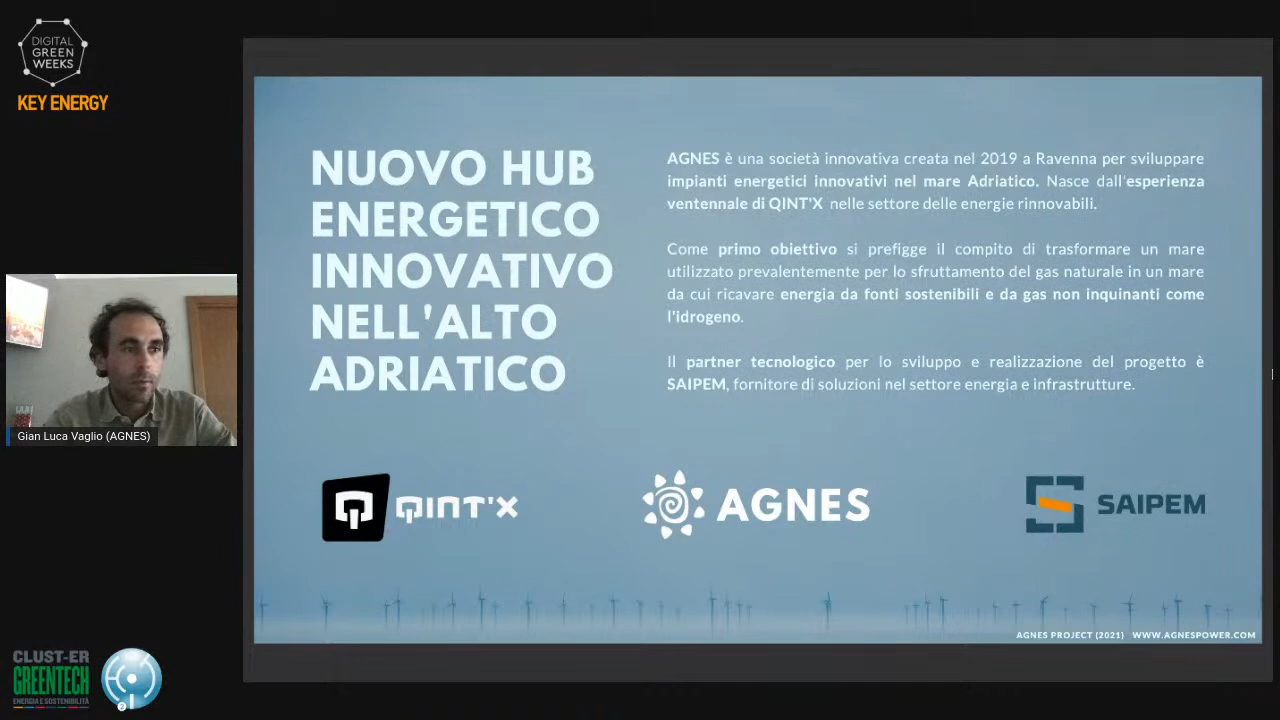 DIGITAL
GREEN
WEEKS
KEY ENERGY
NUOVO HUB
ENERGETICO
INNOVATIVO
NELL'ALTO
ADRIATICO
AGNES è una società innovativa creata nel 2019 a Ravenna per sviluppare
impianti energetici innovativi nel mare Adriatico. Nasce dall'esperienza
ventennale di QINT'X nelle settore delle energie rinnovabili.
Come primo obiettivo si prefigge il compito di trasformare un mare
utilizzato prevalentemente per lo sfruttamento del gas naturale in un mare
da cui ricavare energia da fonti sostenibili e da gas non inquinanti come
l'idrogeno.
Il partner tecnologico per lo sviluppo e realizzazione del progetto è
SAIPEM, fornitore di soluzioni nel settore energia e infrastrutture.
Gian Luca Vaglio (AGNES)
QINT'X
AGNES
SAIPEM
AGNES PROJECT (2021) WWW.AGNESPOWER.COM
CLUST-ER
GREENTECH
ENERGIA E SOSTENIBILITÀ
2